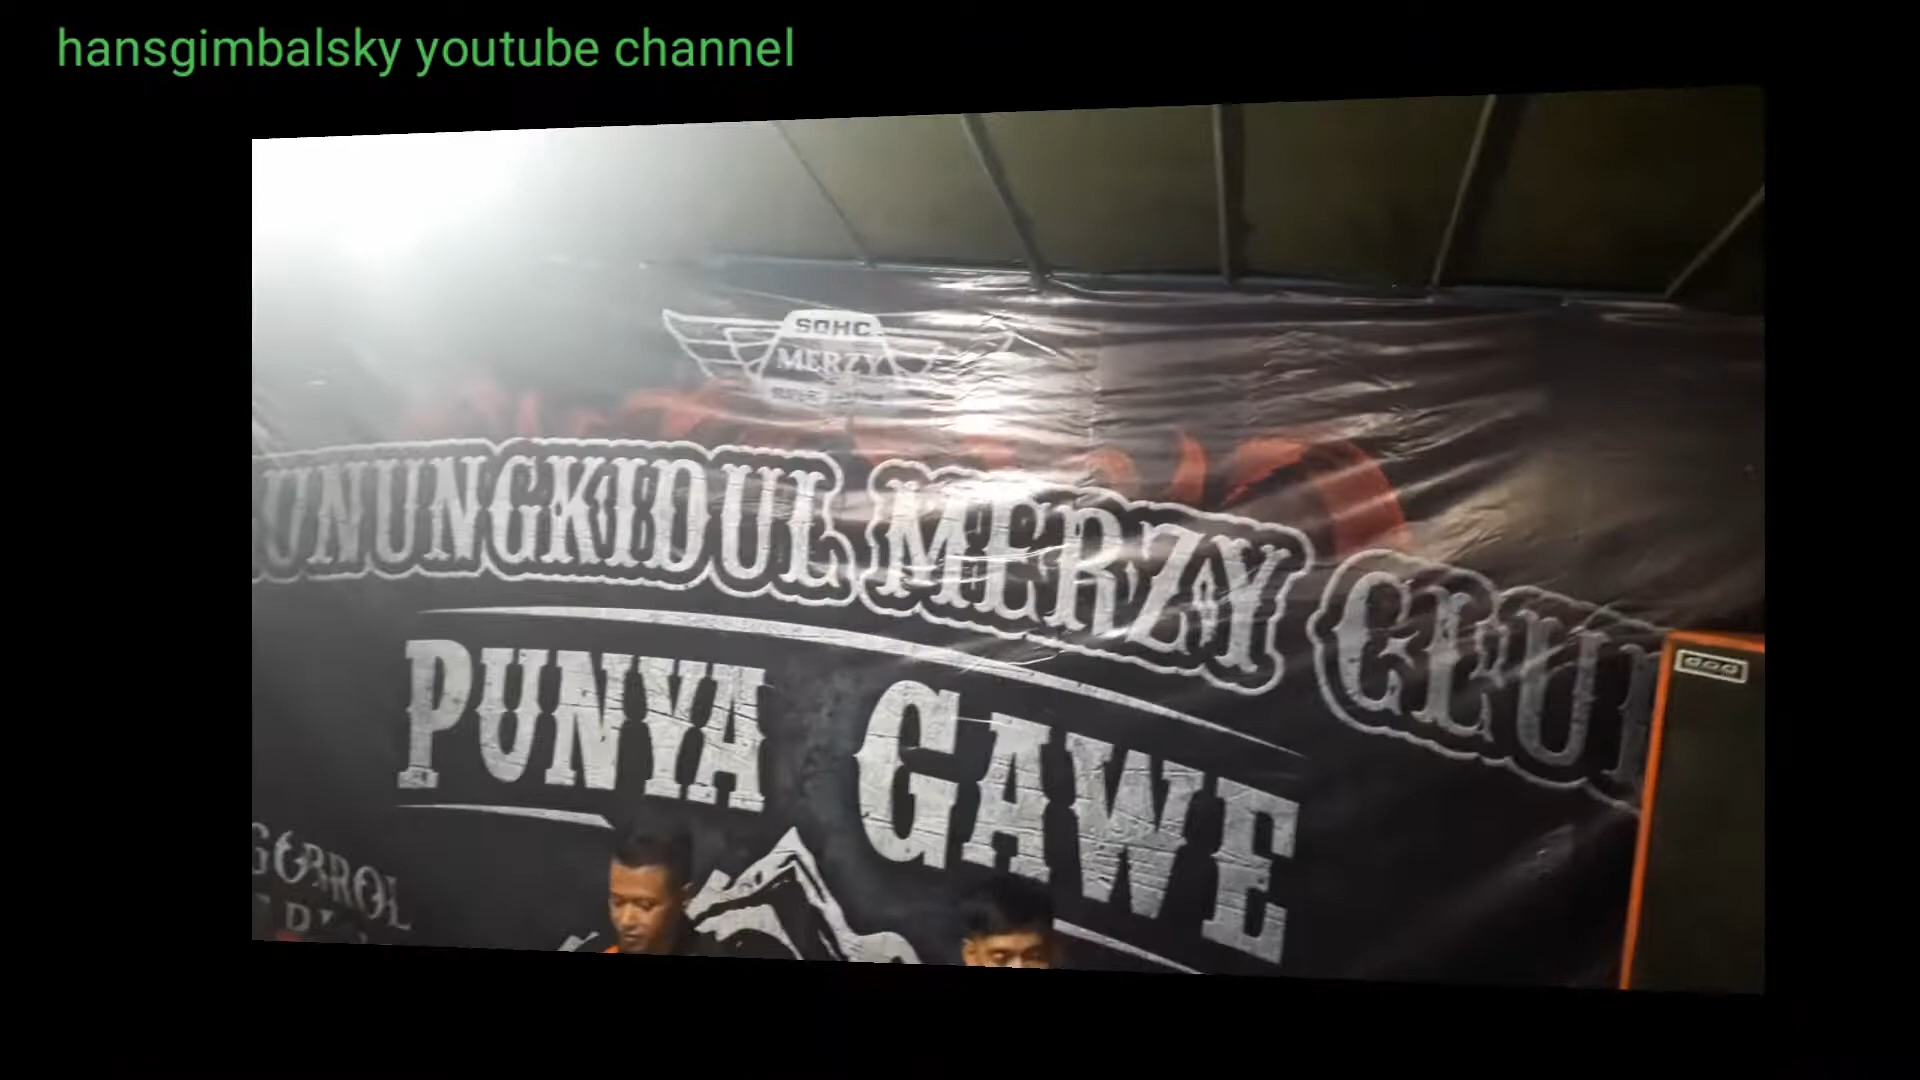 hansgimbalsky youtube channel
SOHC
MERZY
UNUNGKIDUL MERZY CLU
PUNYA GAWE